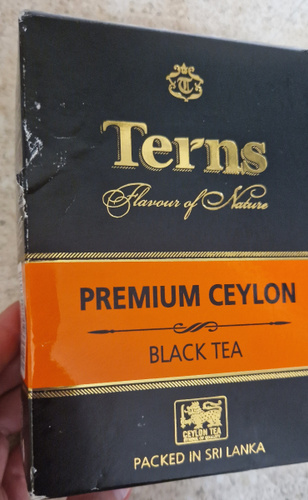 T
Terns
Flavour of Nature
PREMIUM CEYLON
BLACK TEA
CEYLON TEA
PACKED IN SRI LANKA